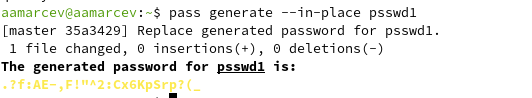 aamarcev@aamarcev:~$ pass generate --in-place psswd1
[master 35a3429] Replace generated password for psswd1.
 1 file changed, 0 insertions(+), 0 deletions(-)
The generated password for psswd1 is:
.?f:AE-,F!"^2:Cx6KpSrp?(_